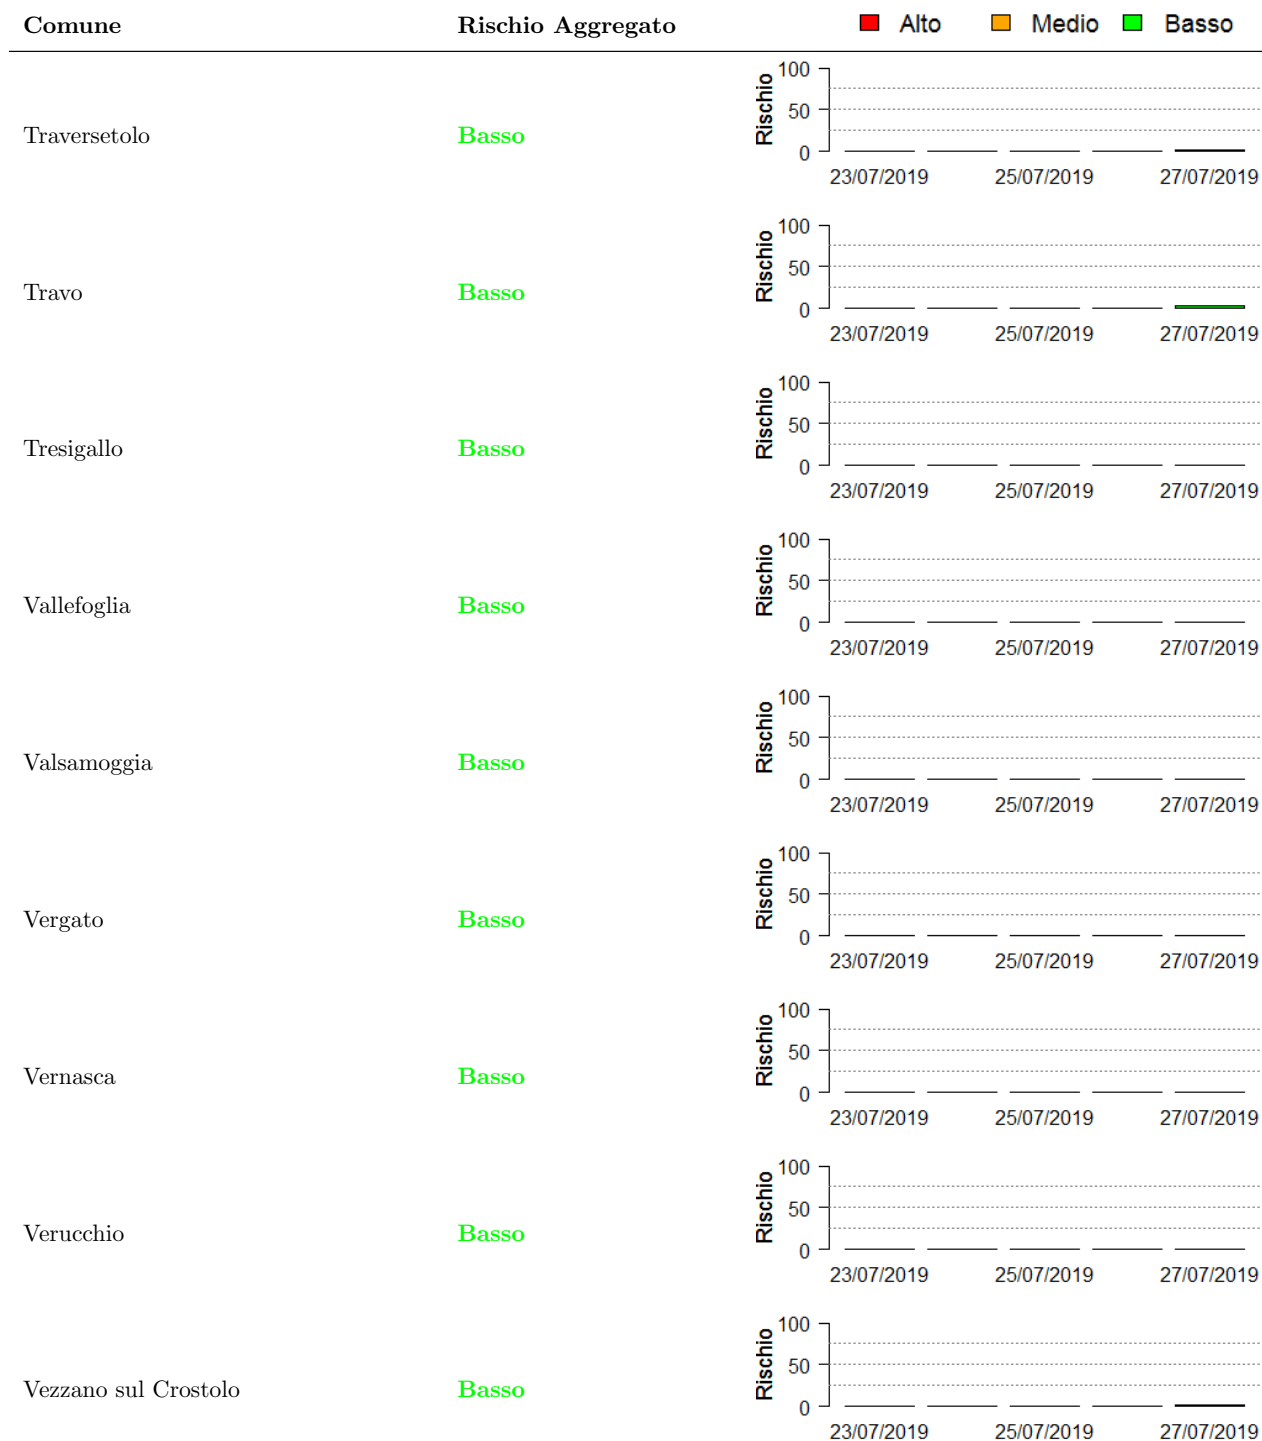 Comune Rischio Aggregato Alto Medio Basso
100
50
0
Rischio
Traversetolo Basso
23/07/2019 25/07/2019 27/07/2019
100
50
0
Rischio
Travo Basso
23/07/2019 25/07/2019 27/07/2019
100
50
0
Rischio
Tresigallo Basso
23/07/2019 25/07/2019 27/07/2019
100
50
0
Rischio
Vallefoglia Basso
23/07/2019 25/07/2019 27/07/2019
100
50
0
Rischio
Valsamoggia Basso
23/07/2019 25/07/2019 27/07/2019
100
50
0
Rischio
Vergato Basso
23/07/2019 25/07/2019 27/07/2019
100
50
0
Rischio
Vernasca Basso
23/07/2019 25/07/2019 27/07/2019
100
50
0
Rischio
Verucchio Basso
23/07/2019 25/07/2019 27/07/2019
100
50
0
Rischio
Vezzano sul Crostolo Basso
23/07/2019 25/07/2019 27/07/2019